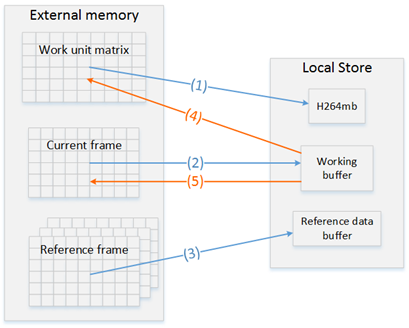 External memory
Work unit matrix
(1)
(4)
Current frame
(2)
(5)
Reference frame
(3)
Local Store
H264mb
Working
buffer
Reference data
buffer